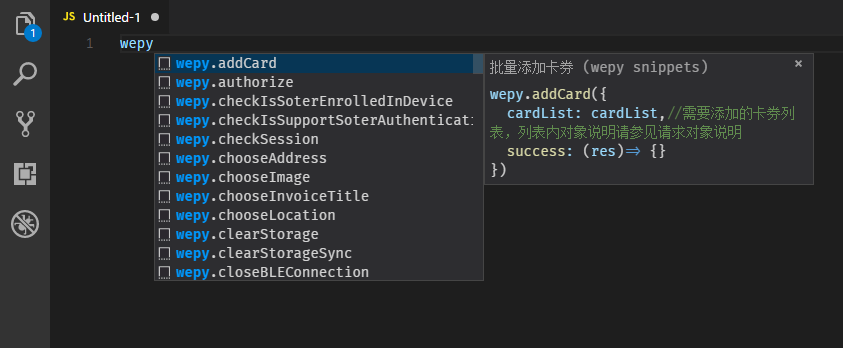 JS Untitled-1
1
1 wepy
wepy.addCard
wepy.authorize
wepy.checkIsSoterEnrolledInDevice
wepy.checkIsSupportSoterAuthenticati
wepy.checkSession
wepy.chooseAddress
wepy.chooseImage
wepy.chooseInvoiceTitle
wepy.chooseLocation
wepy.clearStorage
wepy.clearStorageSync
wepy.closeBLEConnection
批量添加卡券 (wepy snippets) ×
wepy.addCard({
cardList: cardList,//需要添加的卡券列
表，列表内对象说明请参见请求对象说明
success: (res)=> {}
})